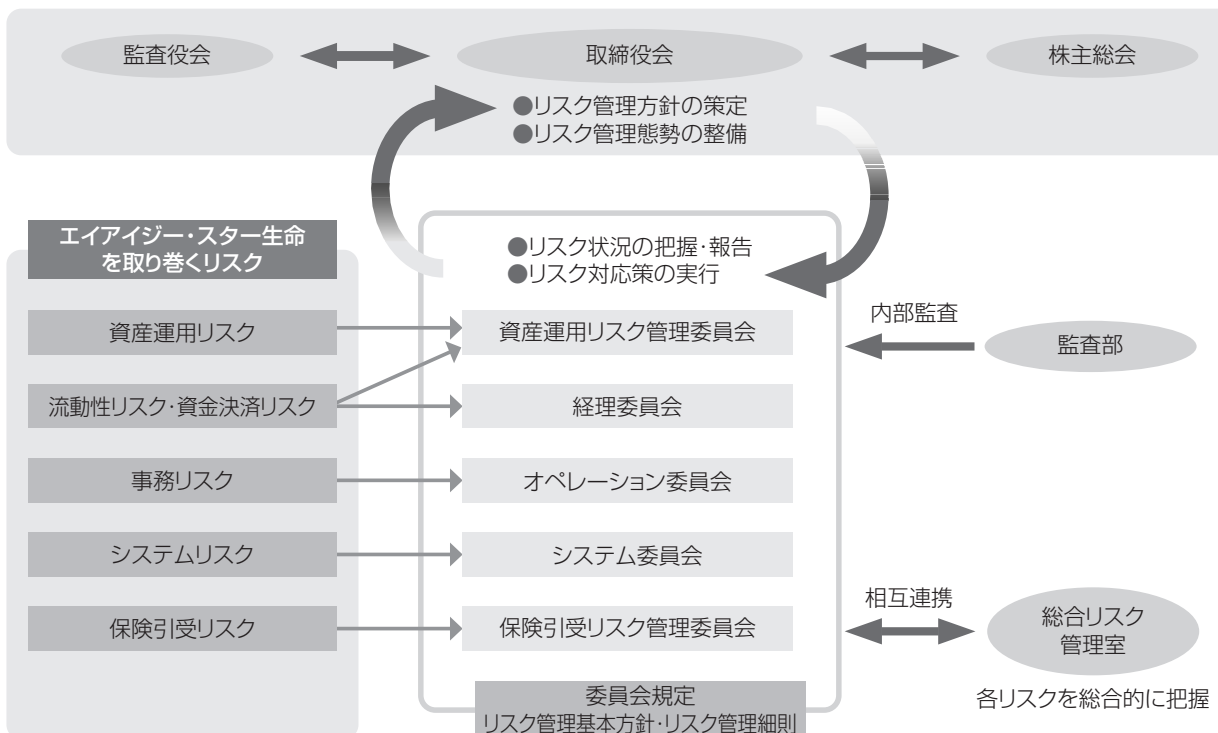 監査役会
取締役会
株主総会
●リスク管理方針の策定
●リスク管理態勢の整備
エイアイジー・スター生命
を取り巻くリスク
●リスク状況の把握・報告
●リスク対応策の実行
資産運用リスク
資産運用リスク管理委員会
内部監査
監査部
流動性リスク・資金決済リスク
経理委員会
事務リスク
オペレーション委員会
システムリスク
システム委員会
保険引受リスク
保険引受リスク管理委員会
相互連携
総合リスク
管理室
各リスクを総合的に把握
委員会規定
リスク管理基本方針・リスク管理細則